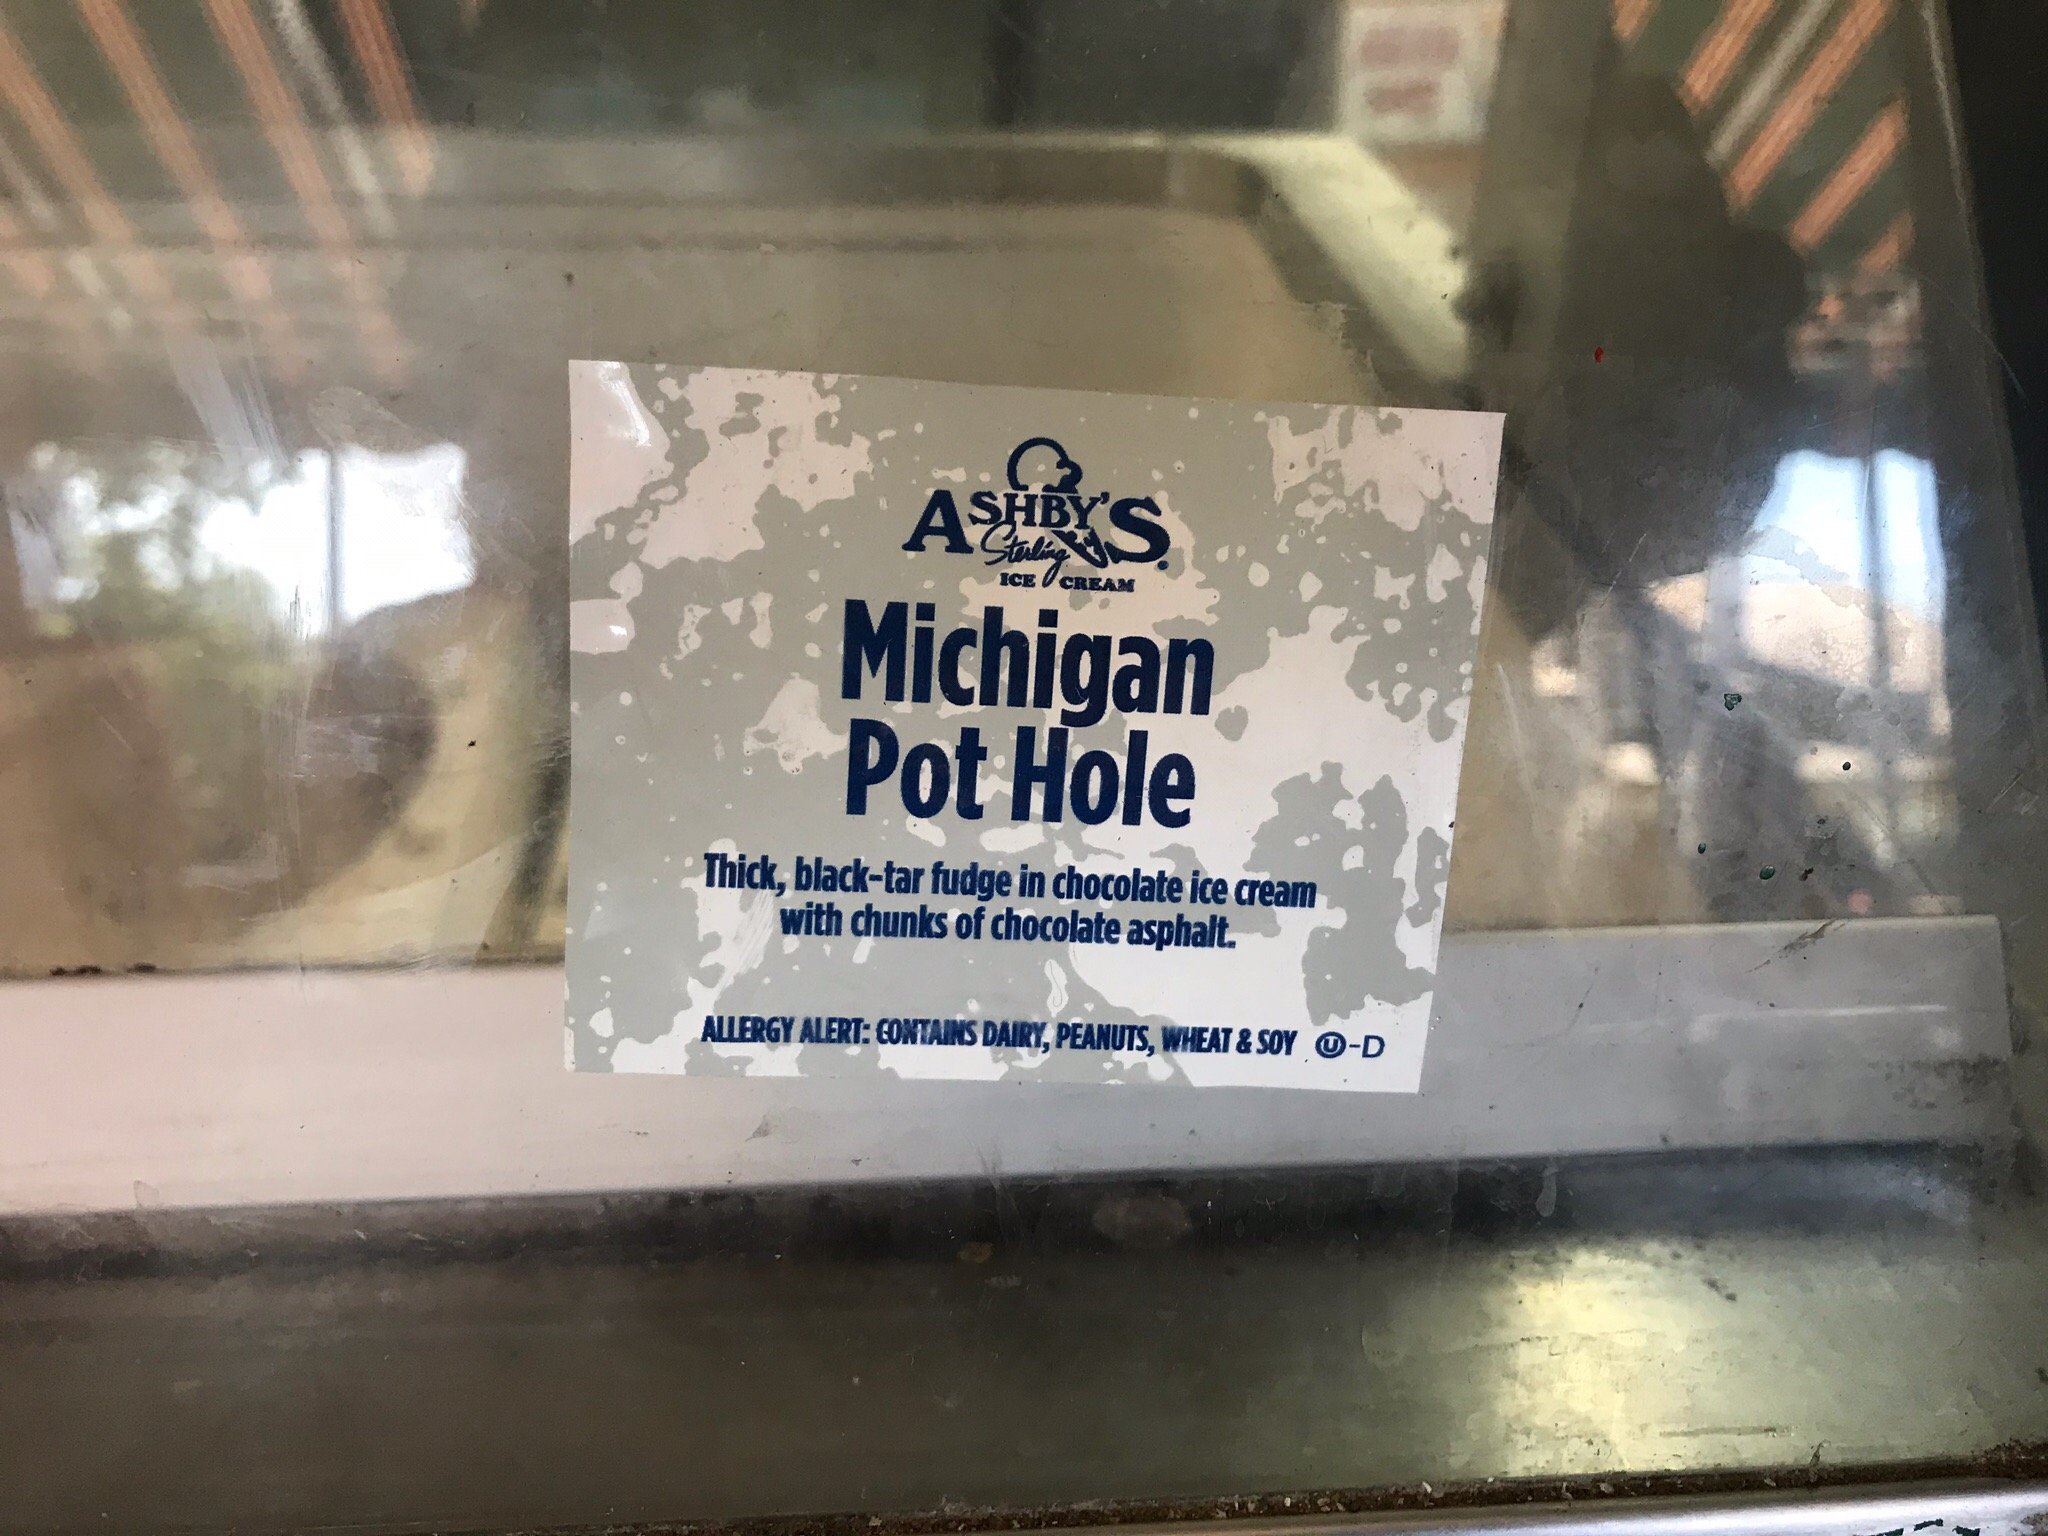 ASHBY'S
Sterling
ICE CREAM
Michigan
Pot Hole
Thick, black-tar fudge in chocolate ice cream
with chunks of chocolate asphalt.
ALLERGY ALERT: CONTAINS DAIRY, PEANUTS, WHEAT & SOY Ⓤ-D